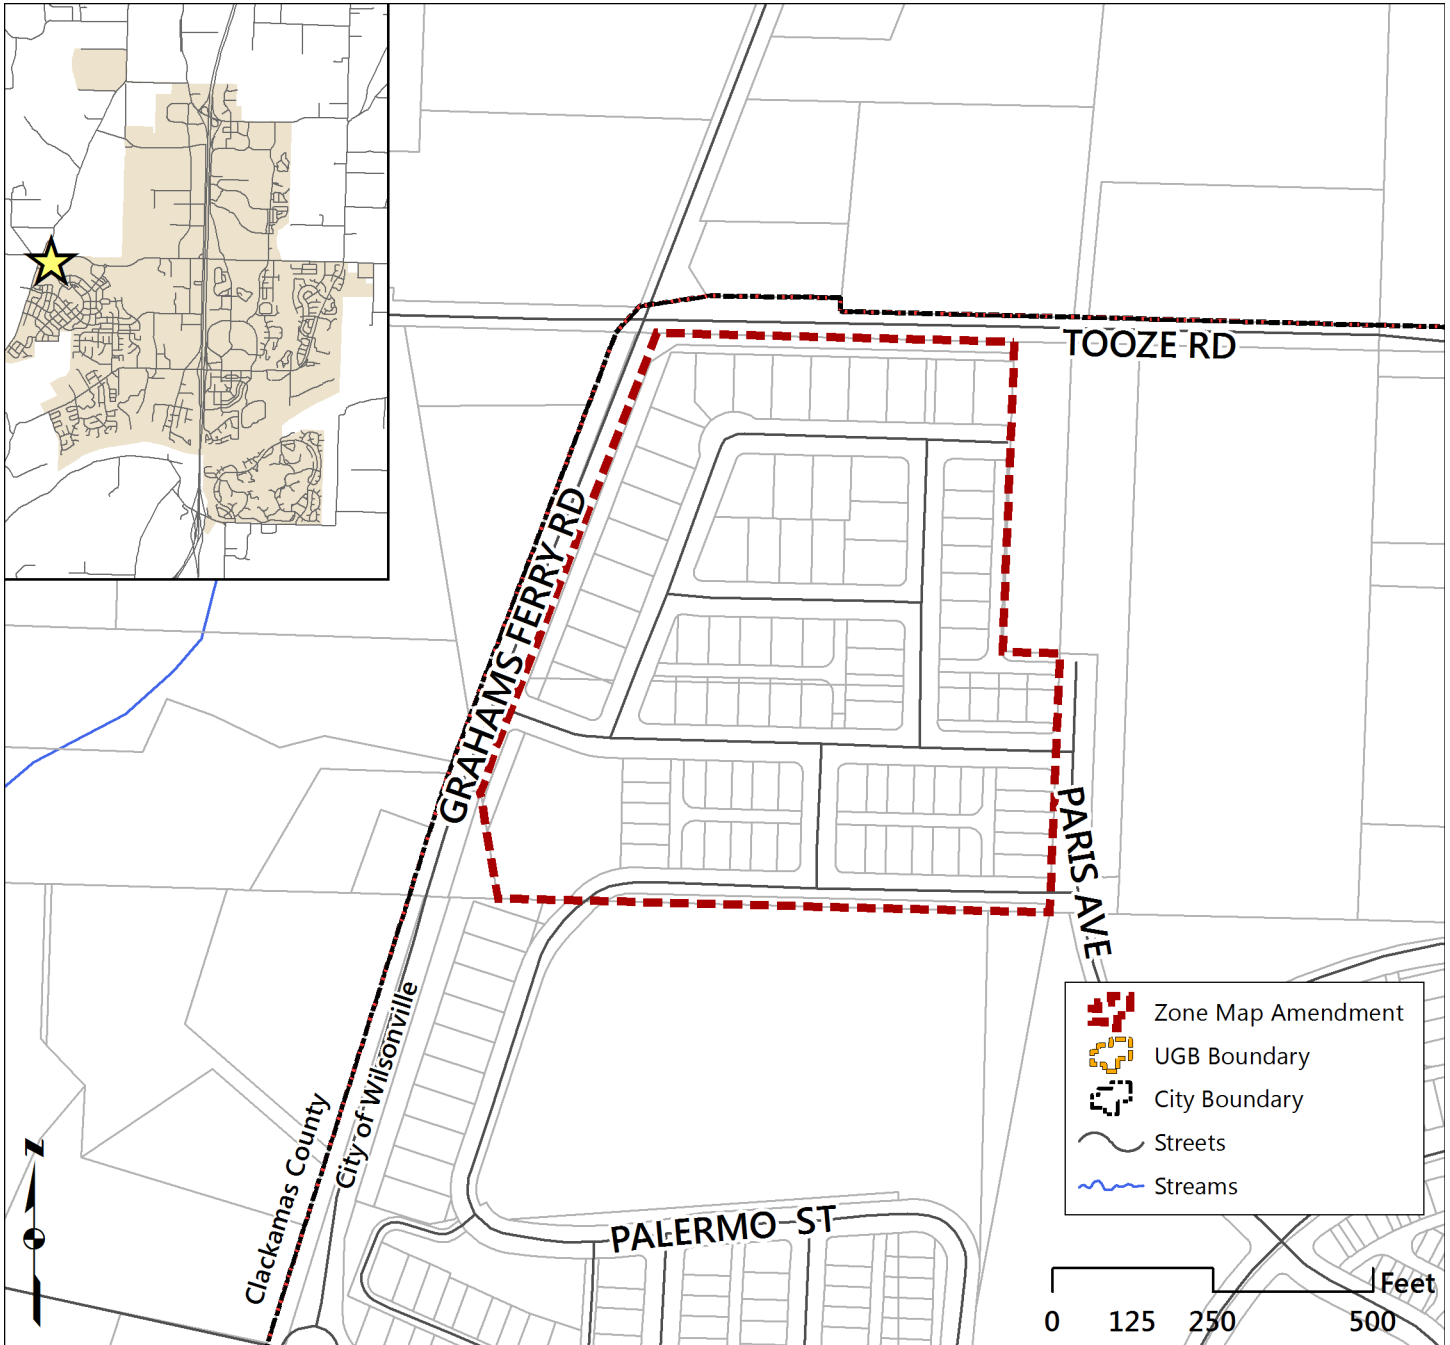 TOOZE RD
GRAHAMS FERRY RD
PARIS AVE
Clackamas County
City of Wilsonville
PALERMO ST
Zone Map Amendment
UGB Boundary
City Boundary
Streets
Streams
Feet
0 125 250 500
N